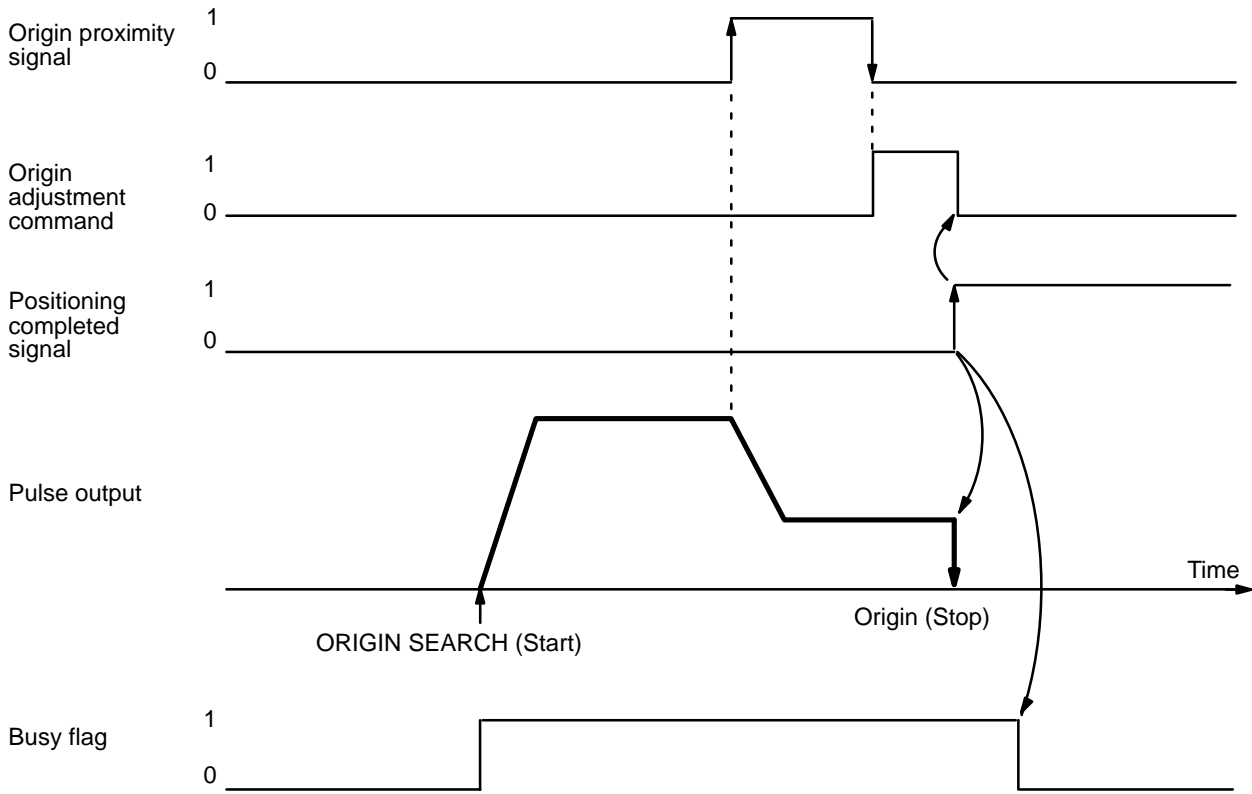 Origin proximity
signal
1
0
Origin
adjustment
command
1
0
Positioning
completed
signal
1
0
Pulse output
Time
ORIGIN SEARCH (Start)
Origin (Stop)
Busy flag
1
0